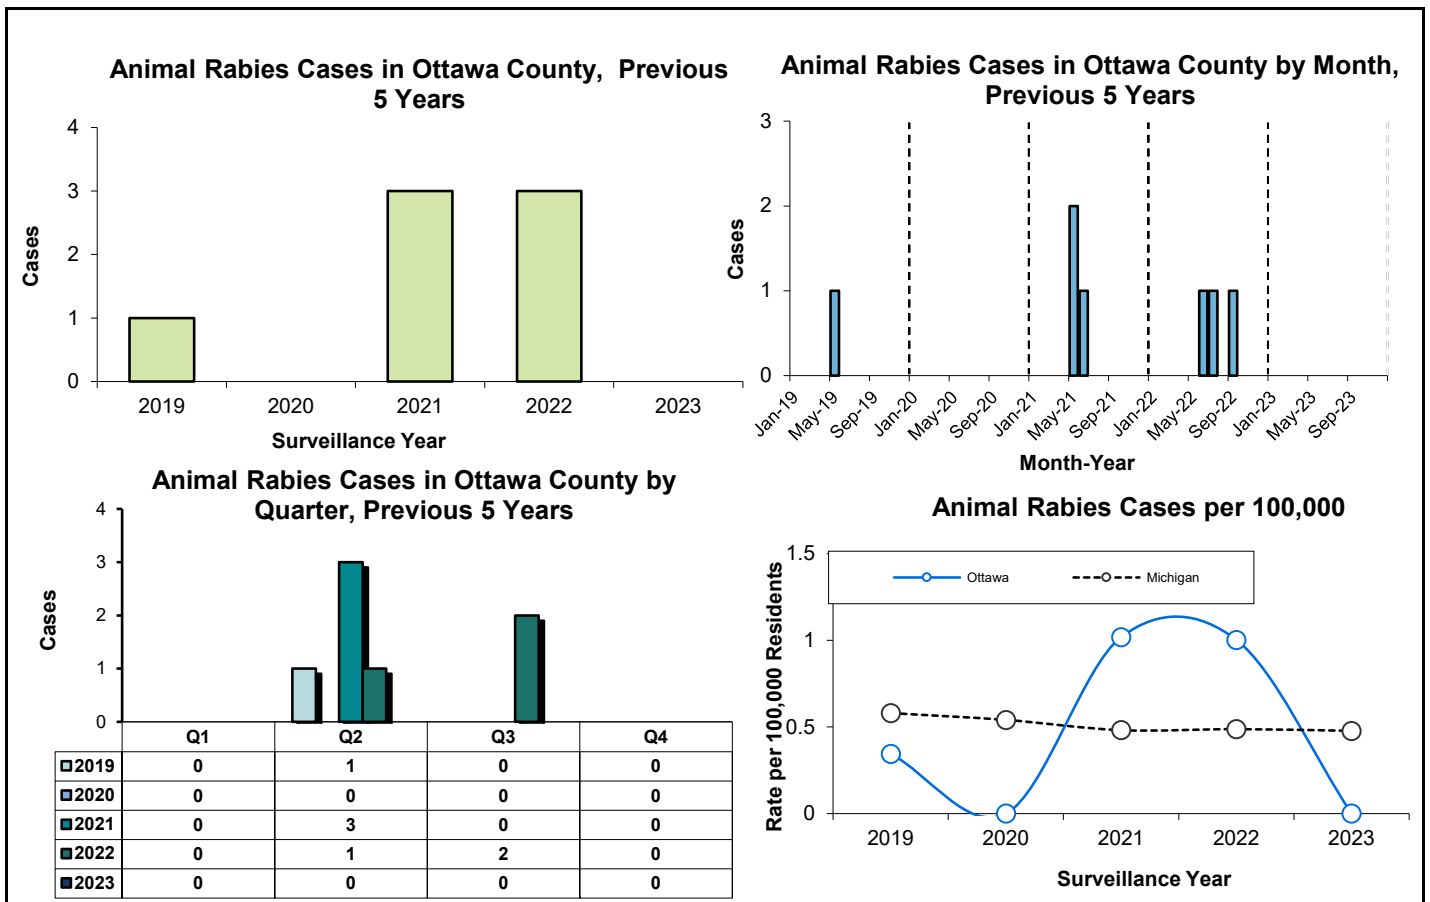 Animal Rabies Cases in Ottawa County,  Previous
5 Years
4
3
2
1
0
Cases
2019 2020 2021 2022 2023
Surveillance Year
Animal Rabies Cases in Ottawa County by Month,
Previous 5 Years
3
2
1
0
Cases
Jan-19 May-19 Sep-19 Jan-20 May-20 Sep-20 Jan-21 May-21 Sep-21 Jan-22 May-22 Sep-22 Jan-23 May-23 Sep-23
Month-Year
Animal Rabies Cases in Ottawa County by
Quarter, Previous 5 Years
4
3
2
1
0
Cases
Q1 Q2 Q3 Q4
2019 0 1 0 0
2020 0 0 0 0
2021 0 3 0 0
2022 0 1 2 0
2023 0 0 0 0
Animal Rabies Cases per 100,000
1.5
1
0.5
0
Rate per 100,000 Residents
Ottawa Michigan
2019 2020 2021 2022 2023
Surveillance Year